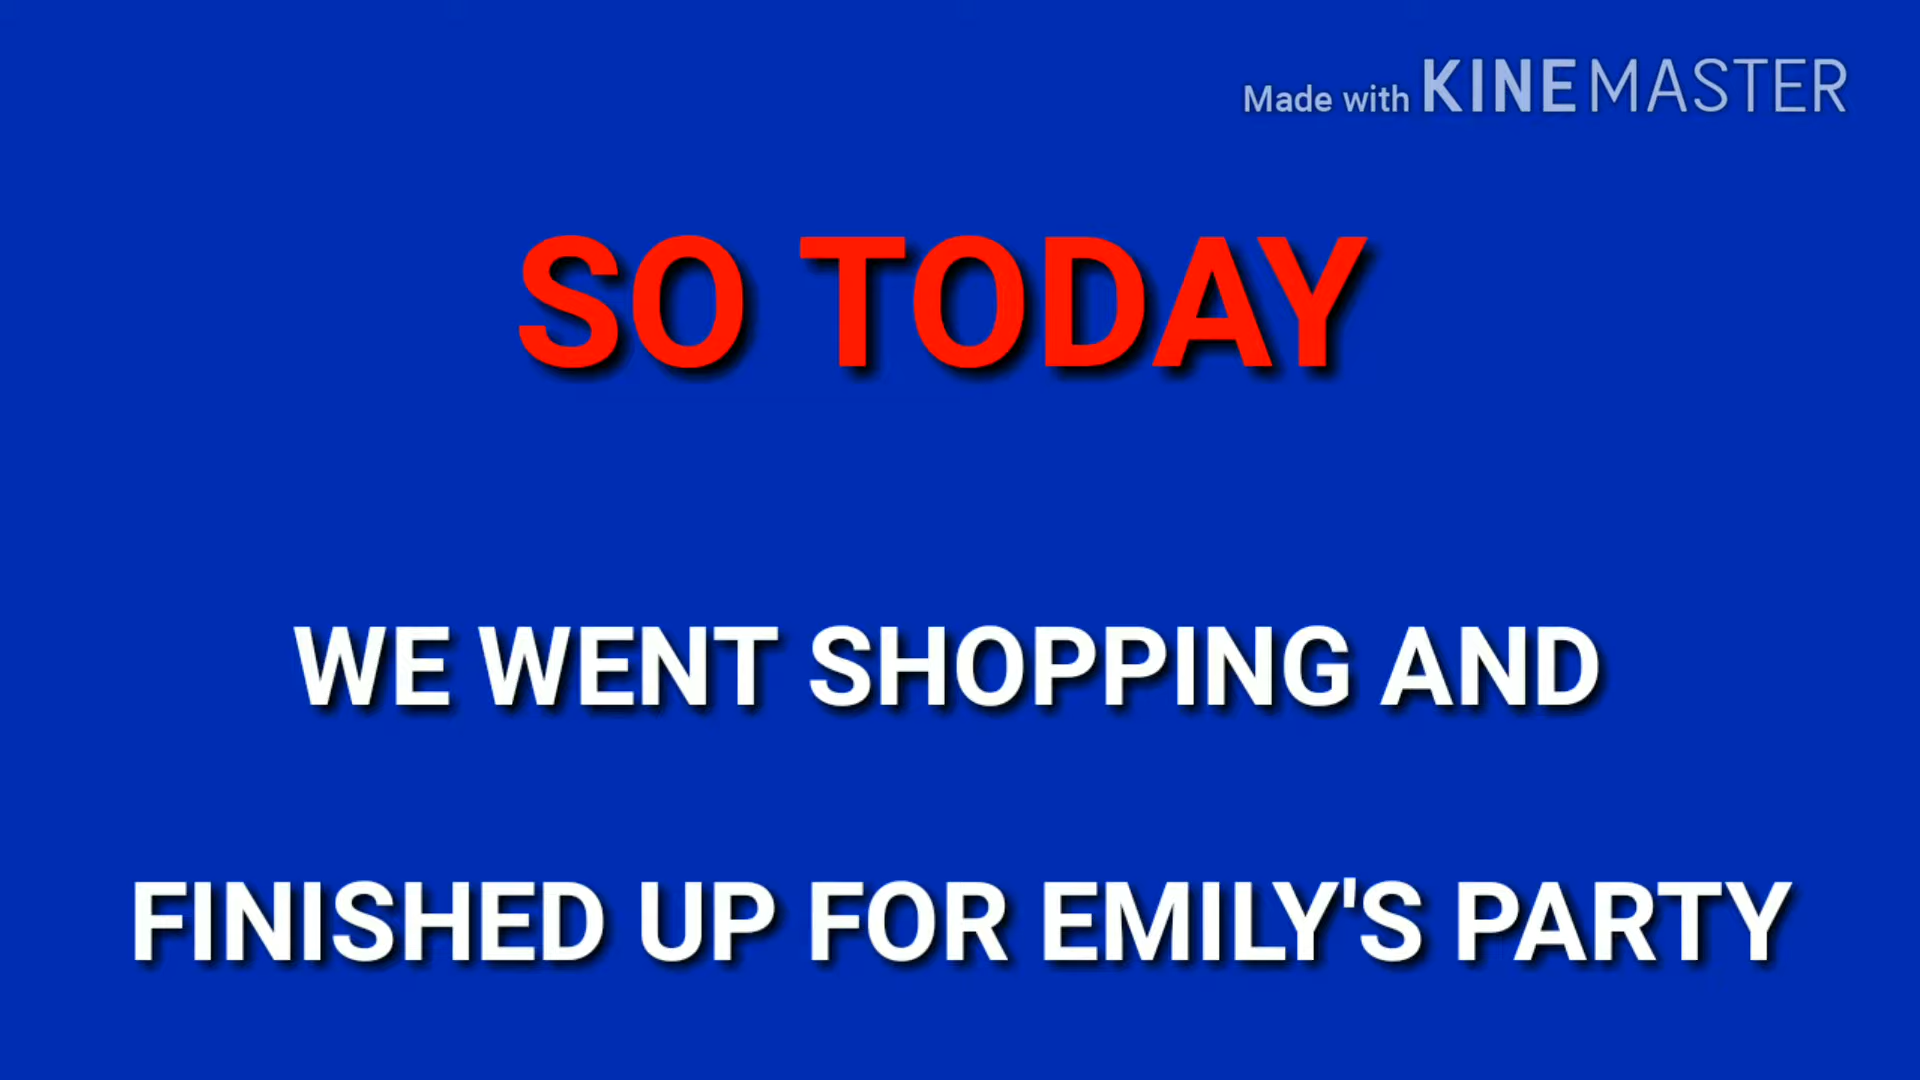 Made with KINEMASTER
SO TODAY
WE WENT SHOPPING AND
FINISHED UP FOR EMILY'S PARTY